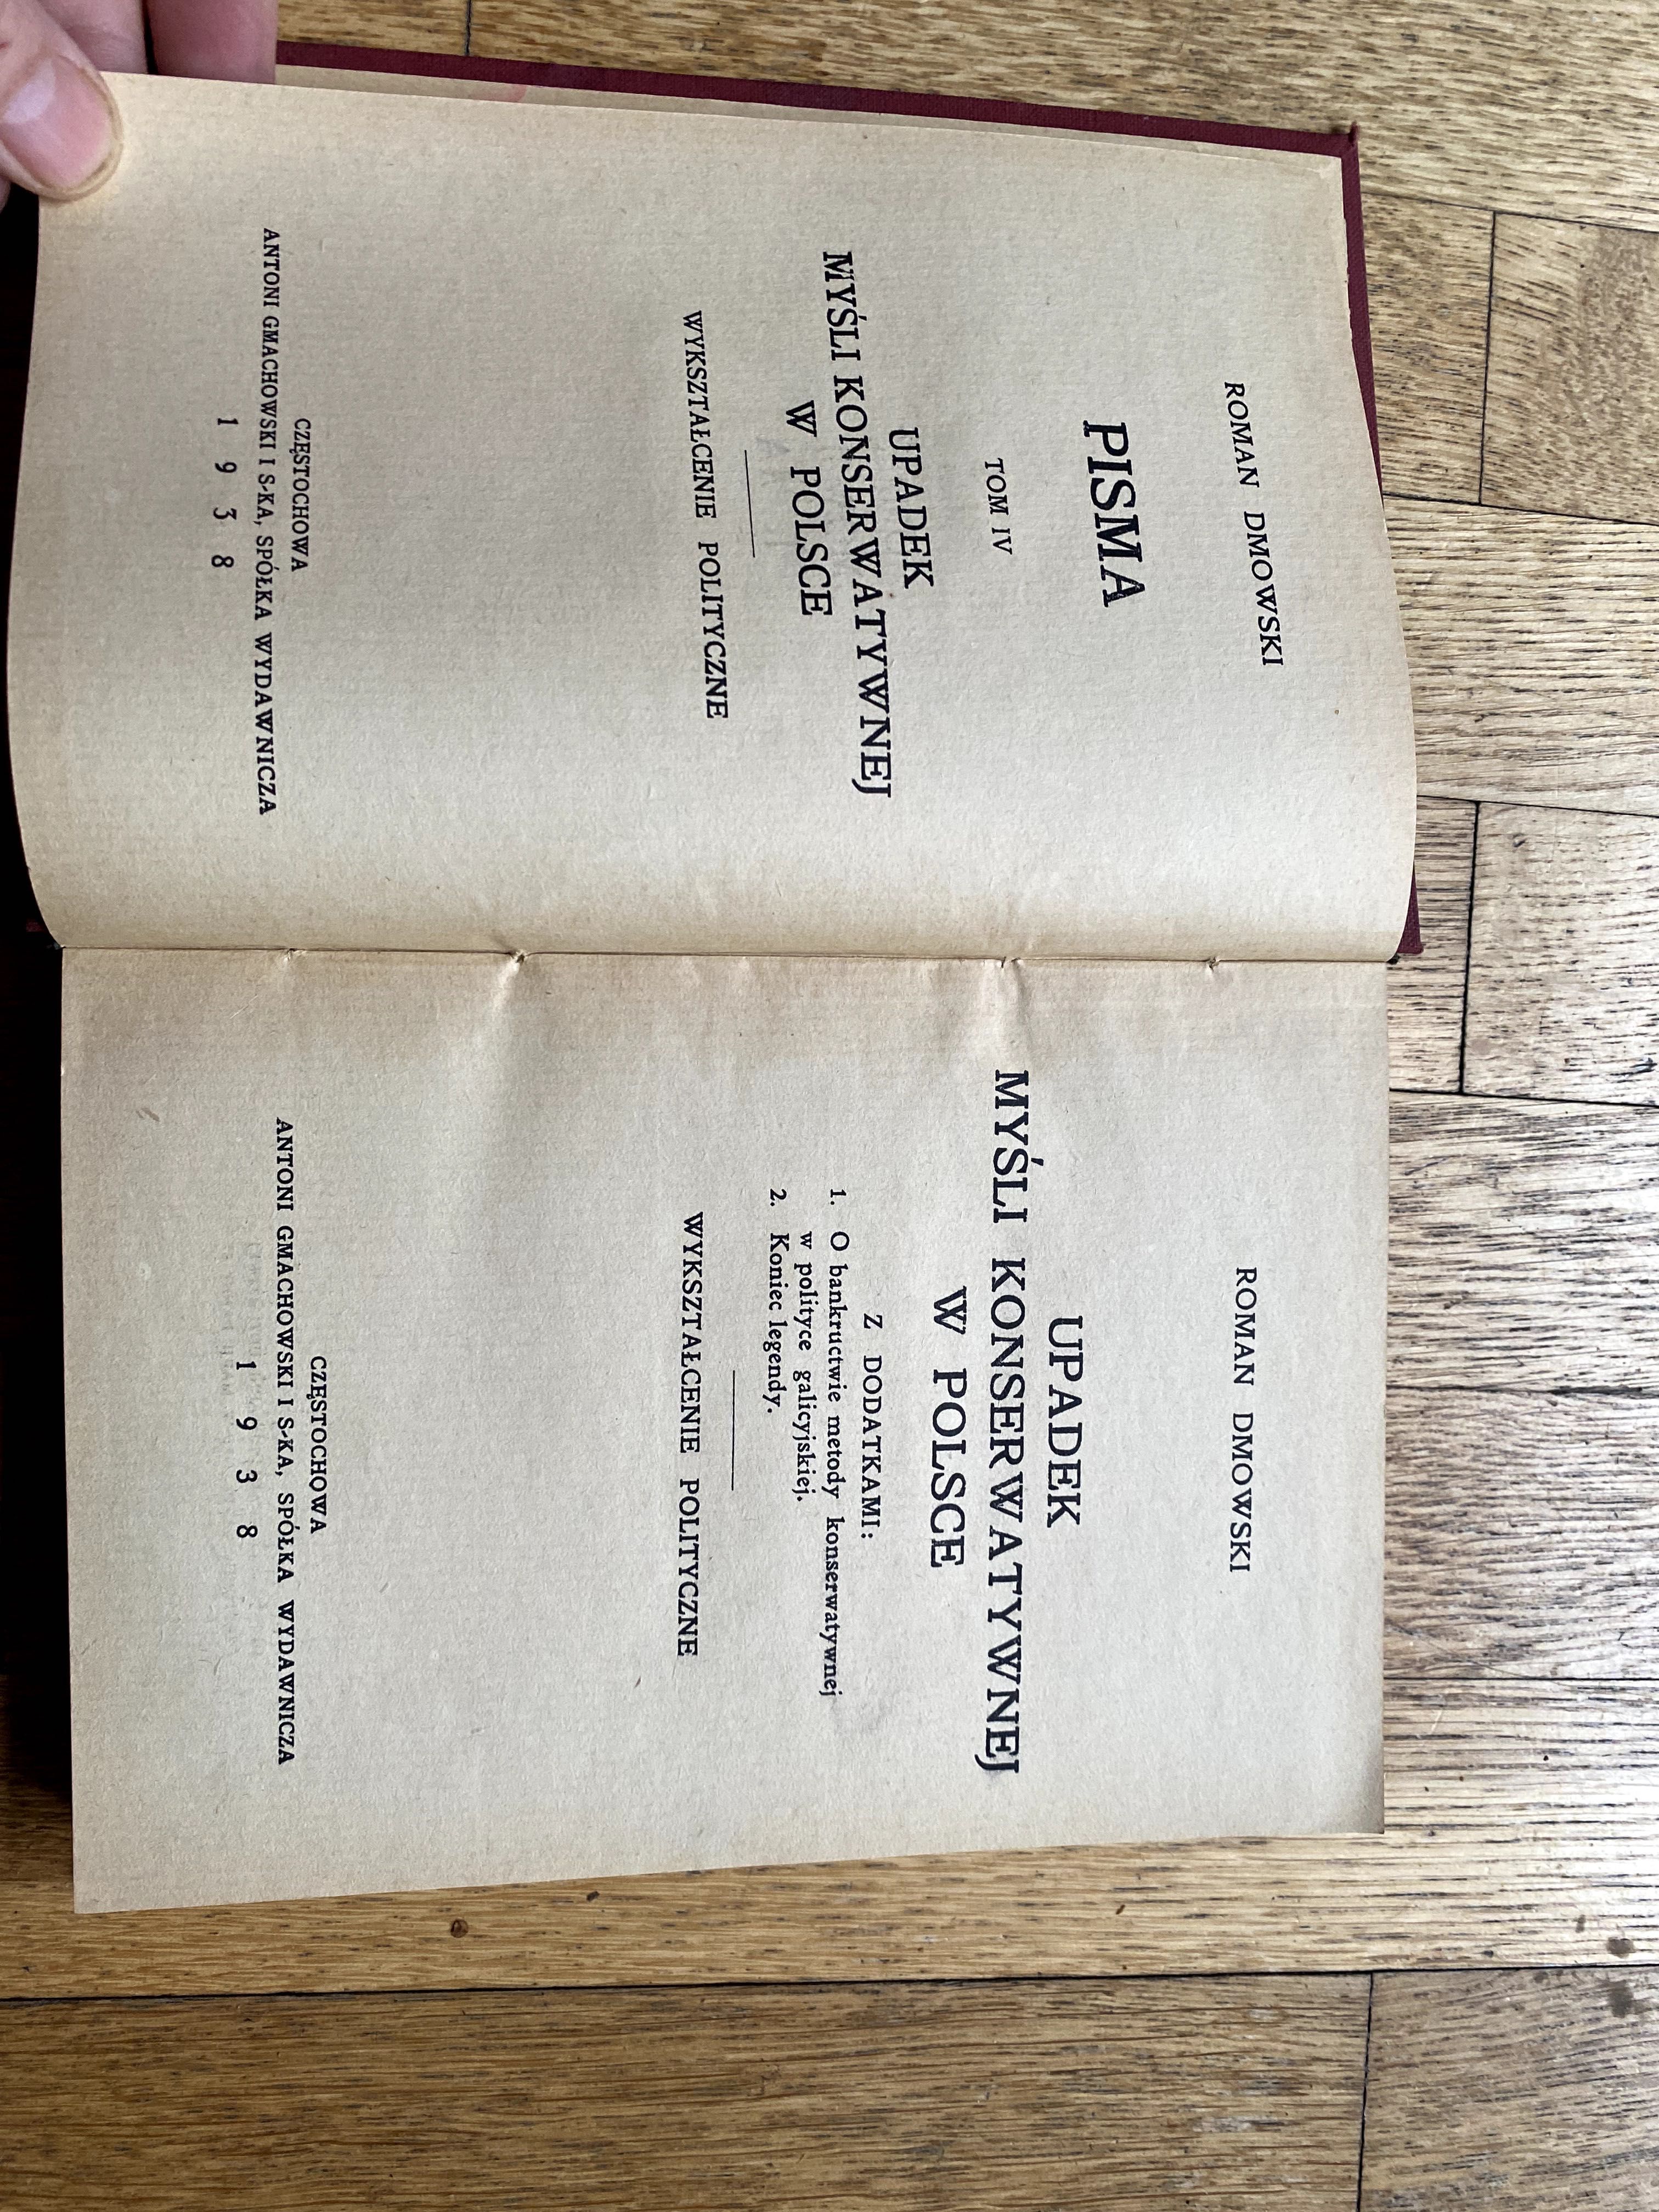 ROMAN DMOWSKI
PISMA
TOM IV
UPADEK
MYŚLI KONSERWATYWNEJ
W POLSCE
WYKSZTAŁCENIE POLITYCZNE
CZĘSTOCHOWA
ANTONI GMACHOWSKI I S-KA, SPÓŁKA WYDAWNICZA
1 9 3 8
ROMAN DMOWSKI
UPADEK
MYŚLI KONSERWATYWNEJ
W POLSCE
Z DODATKAMI:
1. O bankructwie metody konserwatywnej
w polityce galicyjskiej.
2. Koniec legendy.
WYKSZTAŁCENIE POLITYCZNE
CZĘSTOCHOWA
ANTONI GMACHOWSKI I S-KA, SPÓŁKA WYDAWNICZA
1 9 3 8